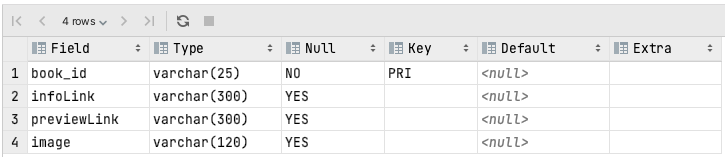 4 rows
Field Type Null Key Default Extra
1 book_id varchar(25) NO PRI <null>
2 infoLink varchar(300) YES <null>
3 previewLink varchar(300) YES <null>
4 image varchar(120) YES <null>